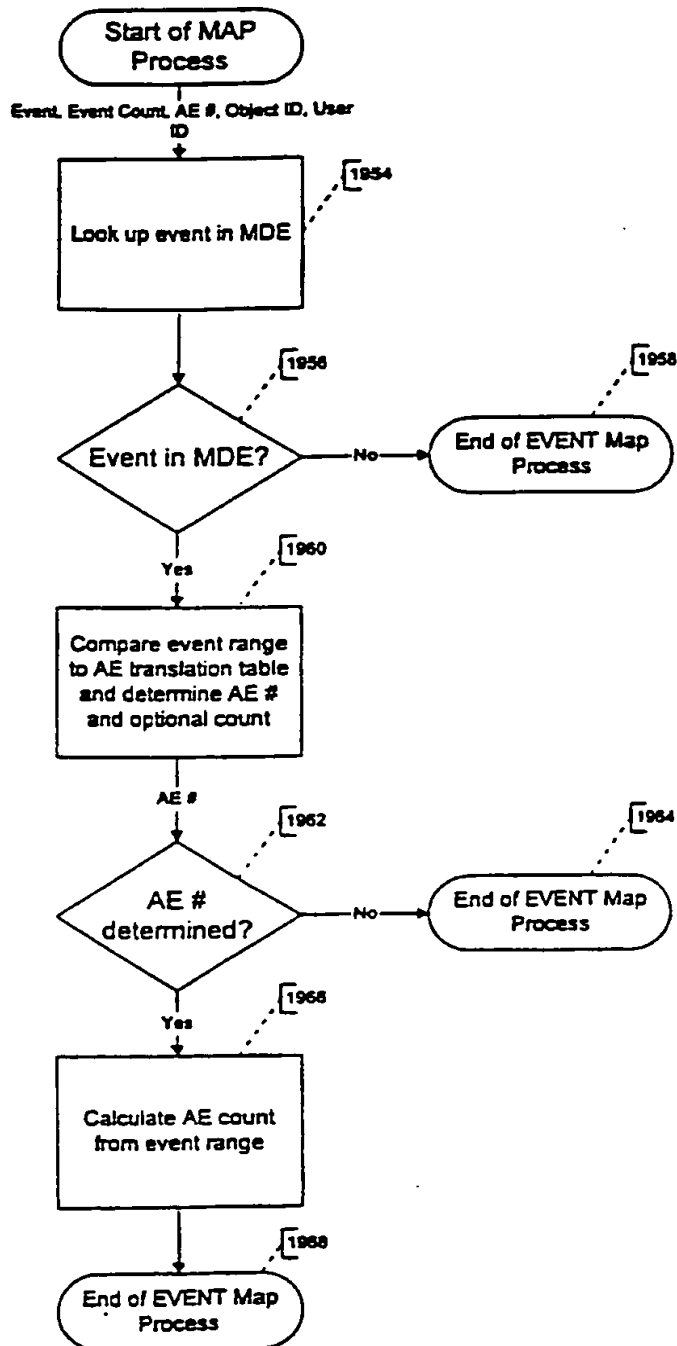 Start of MAP
Process
Event, Event Count, AE #, Object ID, User
ID
1954
Look up event in MDE
1956
1958
Event in MDE?
No
End of EVENT Map
Process
Yes
1960
Compare event range
to AE translation table
and determine AE #
and optional count
AE #
1962
1964
AE #
determined?
No
End of EVENT Map
Process
Yes
1966
Calculate AE count
from event range
1968
End of EVENT Map
Process